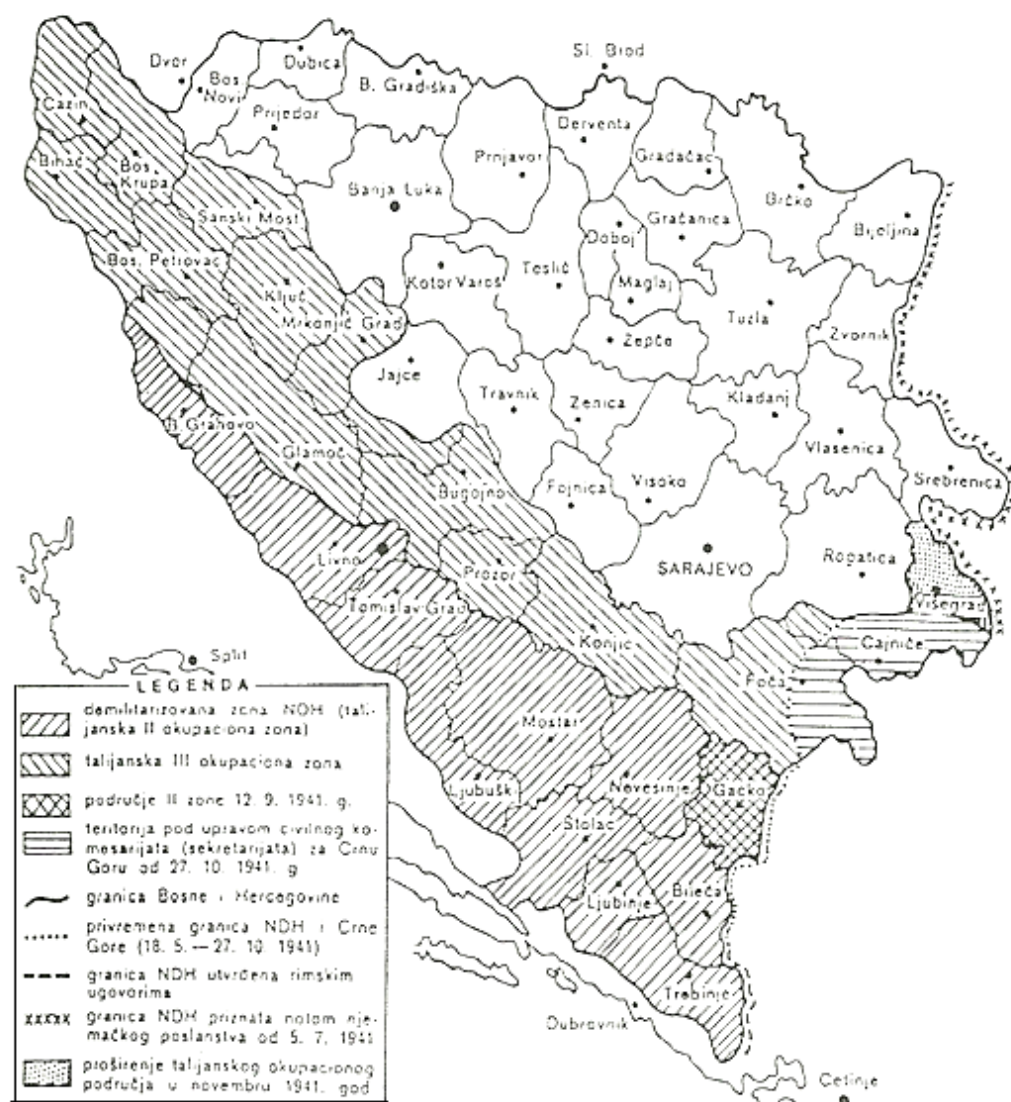 Sl. Brod
Dvor
Dubica
Bos. Novi
B. Gradiška
Prijedor
Derventa
Cazin
Gradačac
Prnjavor
Bihać
Bos. Krupa
Banja Luka
Brčko
Sanski Most
Gračanica
Bijeljina
Doboj
Bos. Petrovac
Kotor Varoš
Teslić
Ključ
Maglaj
Tuzla
Mrkonjić Grad
Zvornik
Žepče
Jajce
Travnik
Zenica
Kladanj
B. Grahovo
Glamoč
Vlasenica
Bugojno
Fojnica
Visoko
Srebrenica
Livno
Prozor
SARAJEVO
Rogatica
Tomislav Grad
Višegrad
Konjic
Čajniče
Split
Foča
Mostar
Ljubuški
Nevesinje
Gacko
Stolac
Ljubinje
Bileća
Trebinje
Dubrovnik
Cetinje
LEGENDA
demilitarizovana zona NDH (tali-
janska II okupaciona zona)
talijanska III okupaciona zona
područje II zone 12. 9. 1941. g.
teritorija pod upravom civilnog ko-
mesarijata (sekretarijata) za Crnu
Goru od 27. 10. 1941. g
granica Bosne i Hercegovine
privremena granica NDH i Crne
Gore (18. 5. — 27. 10. 1941)
granica NDH utvrđena rimskim
ugovorima
granica NDH priznata notom nje-
mačkog poslanstva od 5. 7. 1941
proširenje talijanskog okupacionog
područja u novembru 1941. god